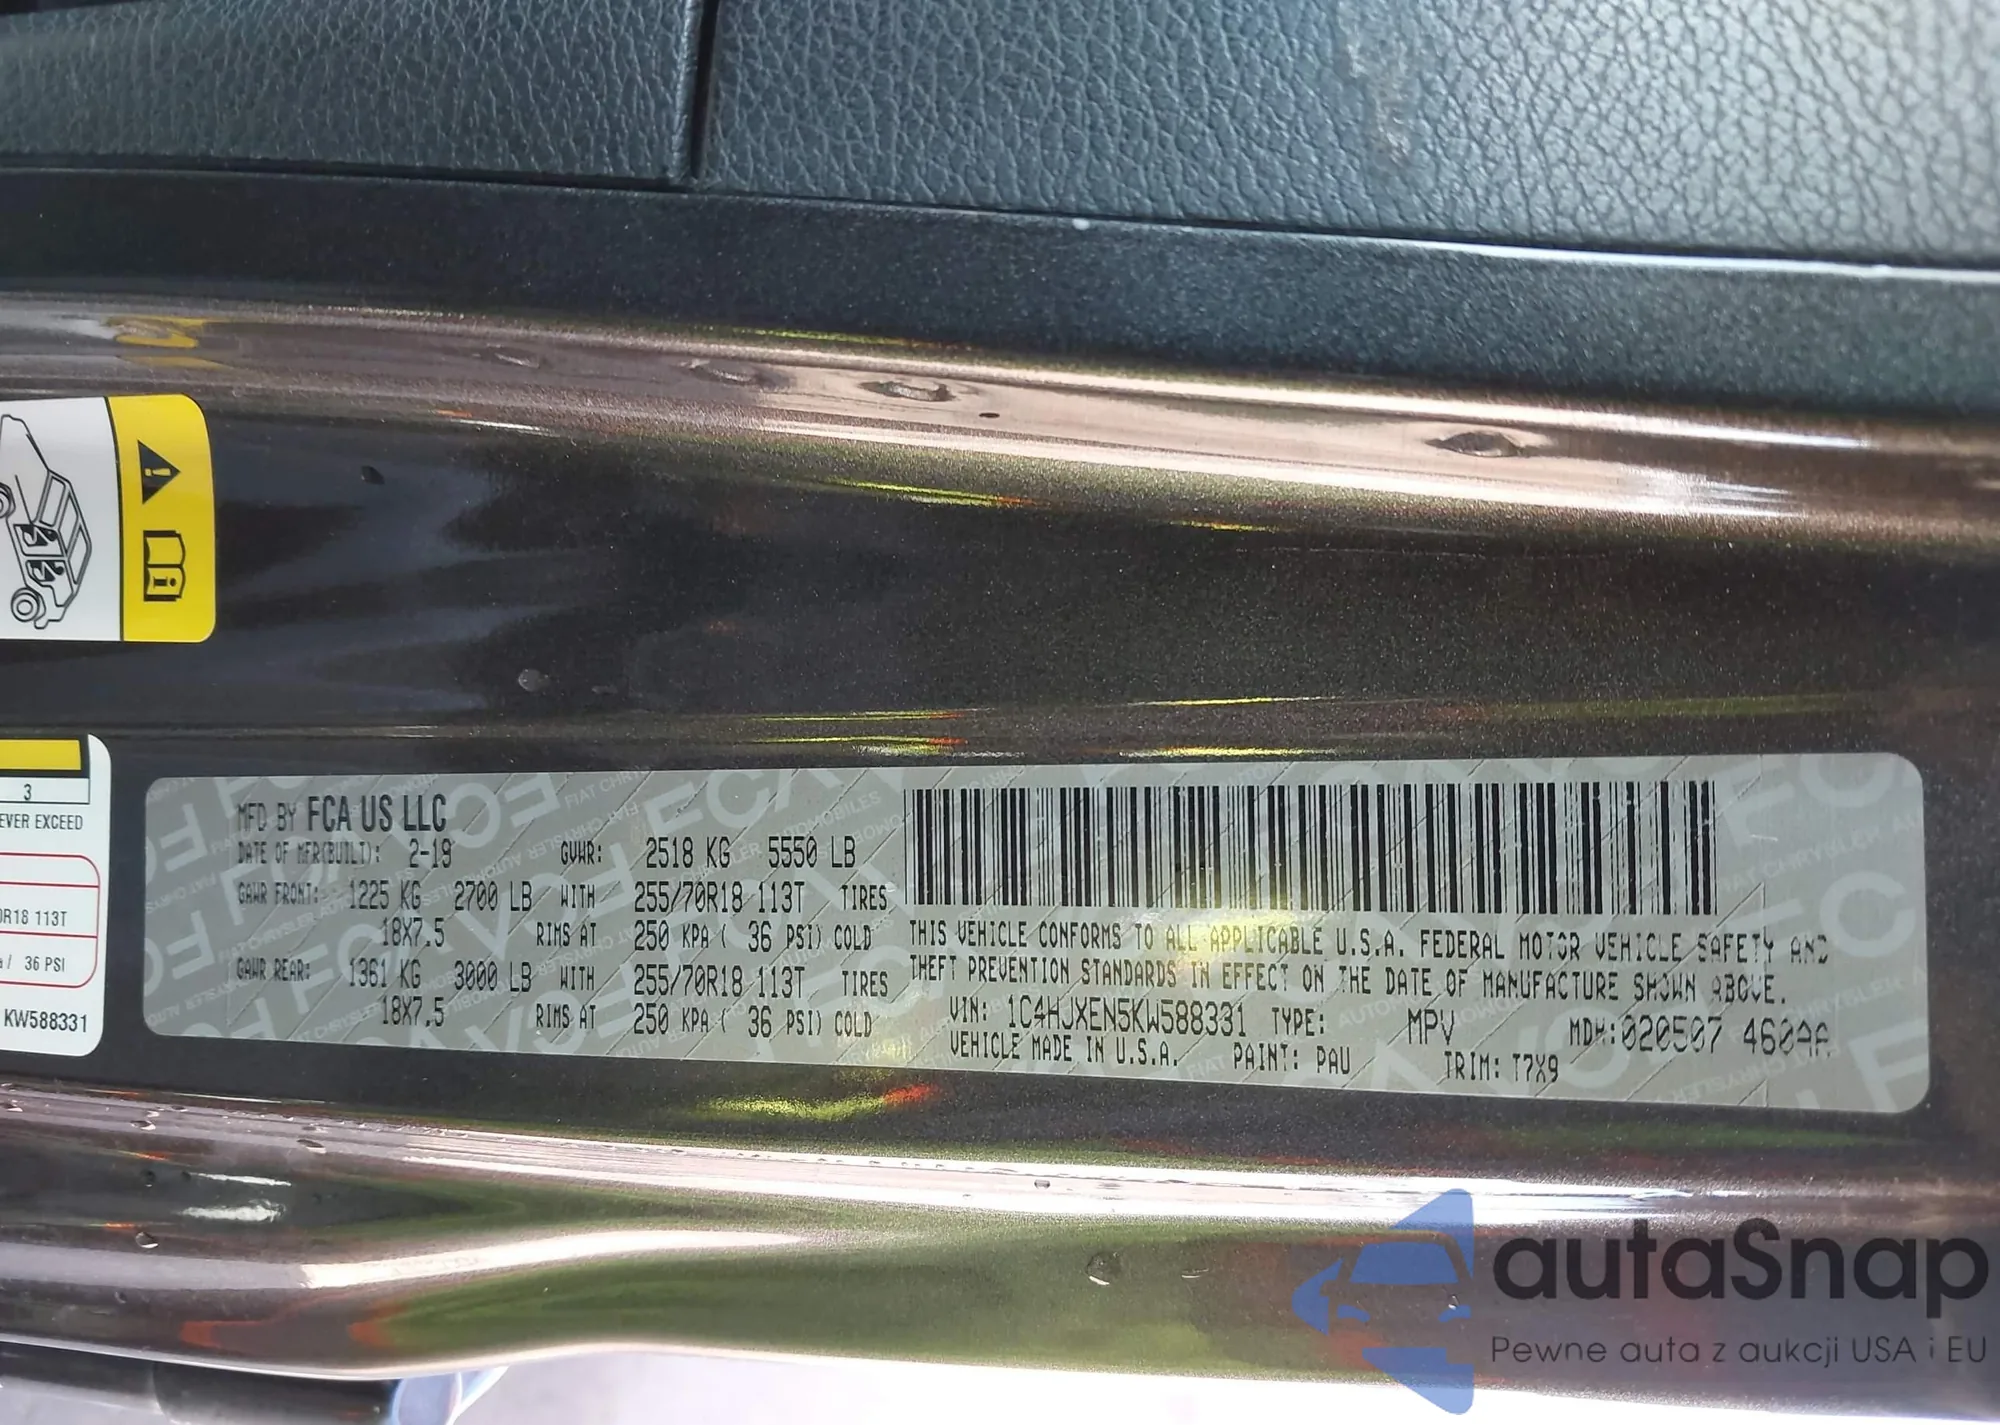 3
EVER EXCEED
0R18 113T
a / 36 PSI
KW588331
MFD BY FCA US LLC
DATE OF MFR(BUILT): 2-19 GVWR: 2518 KG 5550 LB
GAWR FRONT: 1225 KG 2700 LB WITH 255/70R18 113T TIRES
18X7.5 RIMS AT 250 KPA ( 36 PSI) COLD
GAWR REAR: 1361 KG 3000 LB WITH 255/70R18 113T TIRES
18X7.5 RIMS AT 250 KPA ( 36 PSI) COLD
THIS VEHICLE CONFORMS TO ALL APPLICABLE U.S.A. FEDERAL MOTOR VEHICLE SAFETY AND
THEFT PREVENTION STANDARDS IN EFFECT ON THE DATE OF MANUFACTURE SHOWN ABOVE.
VIN: 1C4HJXEN5KW588331 TYPE: MPV MDH:020507 460AA
VEHICLE MADE IN U.S.A. PAINT: PAU TRIM: T7X9
autaSnap
Pewne auta z aukcji USA i EU